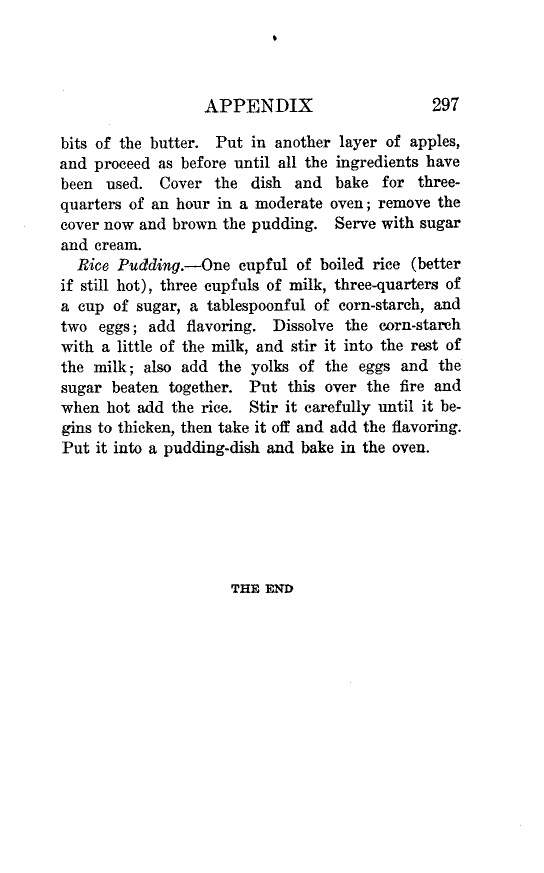 APPENDIX 297
bits of the butter. Put in another layer of apples,
and proceed as before until all the ingredients have
been used. Cover the dish and bake for three-
quarters of an hour in a moderate oven; remove the
cover now and brown the pudding. Serve with sugar
and cream.
Rice Pudding.—One cupful of boiled rice (better
if still hot), three cupfuls of milk, three-quarters of
a cup of sugar, a tablespoonful of corn-starch, and
two eggs; add flavoring. Dissolve the corn-starch
with a little of the milk, and stir it into the rest of
the milk; also add the yolks of the eggs and the
sugar beaten together. Put this over the fire and
when hot add the rice. Stir it carefully until it be-
gins to thicken, then take it off and add the flavoring.
Put it into a pudding-dish and bake in the oven.
THE END